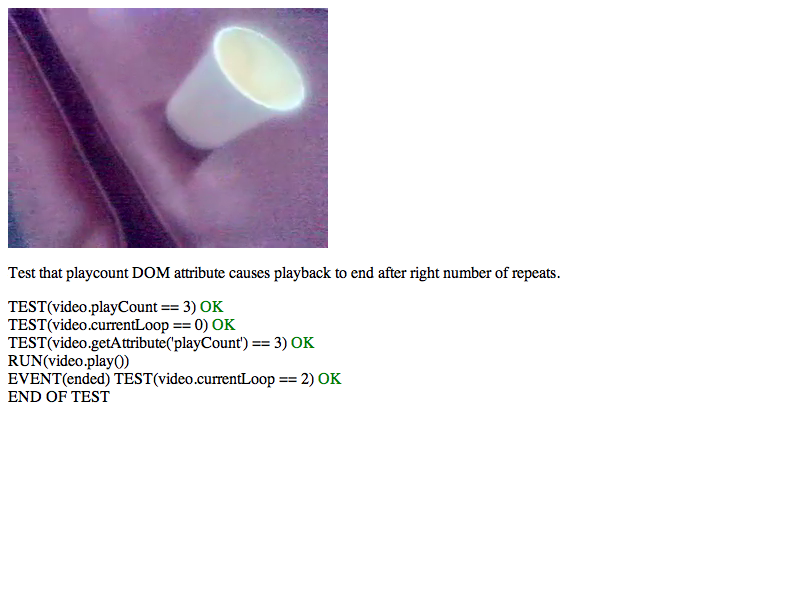 Test that playcount DOM attribute causes playback to end after right number of repeats.
TEST(video.playCount == 3) OK
TEST(video.currentLoop == 0) OK
TEST(video.getAttribute('playCount') == 3) OK
RUN(video.play())
EVENT(ended) TEST(video.currentLoop == 2) OK
END OF TEST